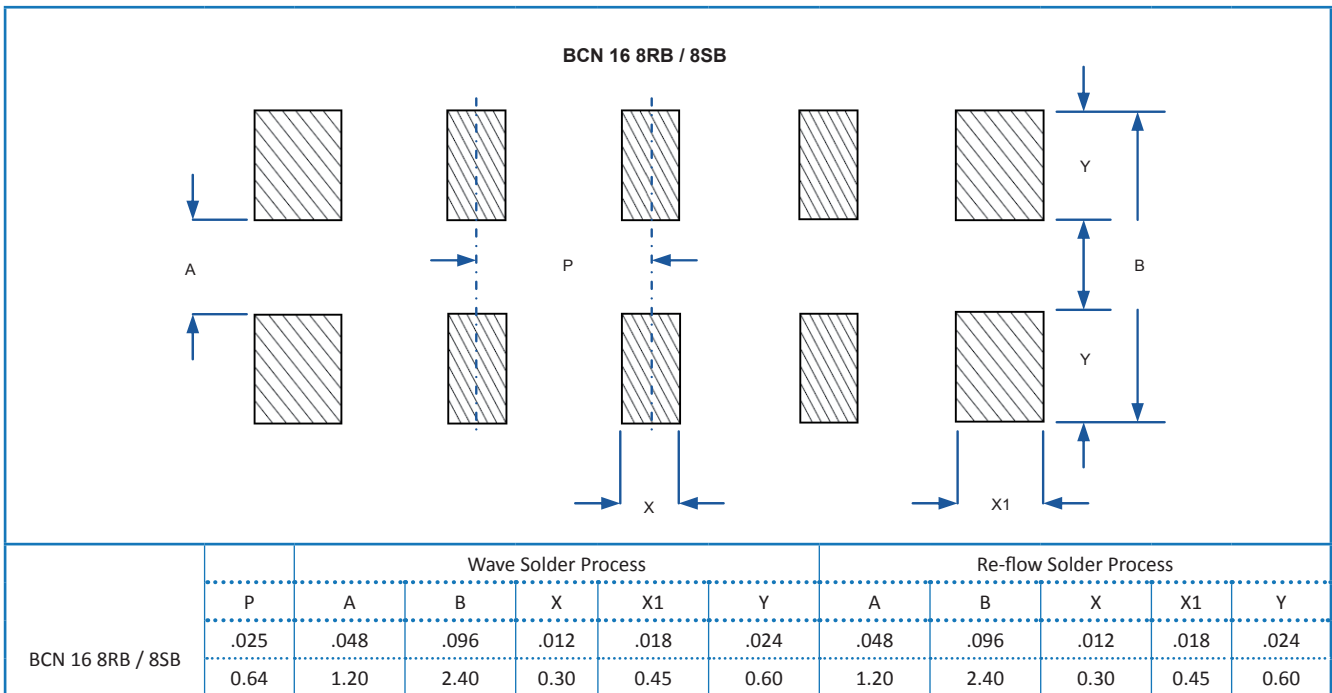 BCN 16 8RB / 8SB
Y
A
P
B
Y
X
X1
Wave Solder Process Re-flow Solder Process
P A B X X1 Y A B X X1 Y
BCN 16 8RB / 8SB
.025 .048 .096 .012 .018 .024 .048 .096 .012 .018 .024
0.64 1.20 2.40 0.30 0.45 0.60 1.20 2.40 0.30 0.45 0.60